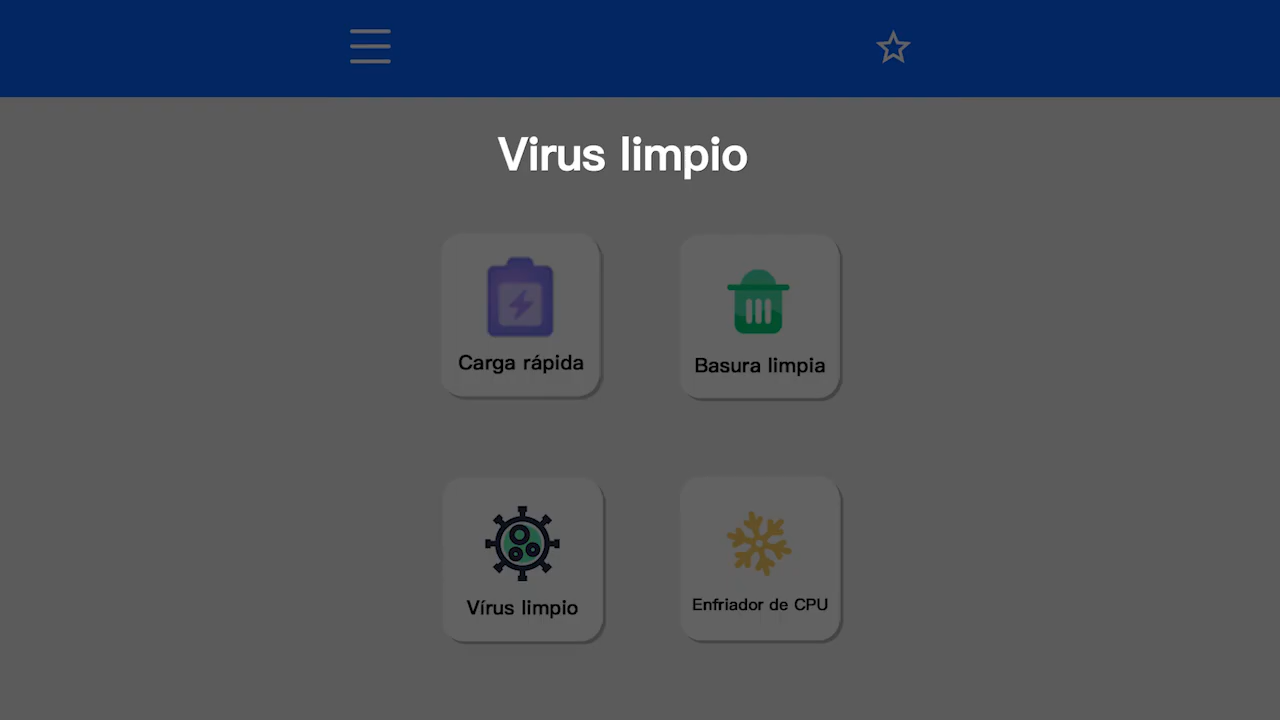 Virus limpio
Carga rápida
Basura limpia
Vírus limpio
Enfriador de CPU